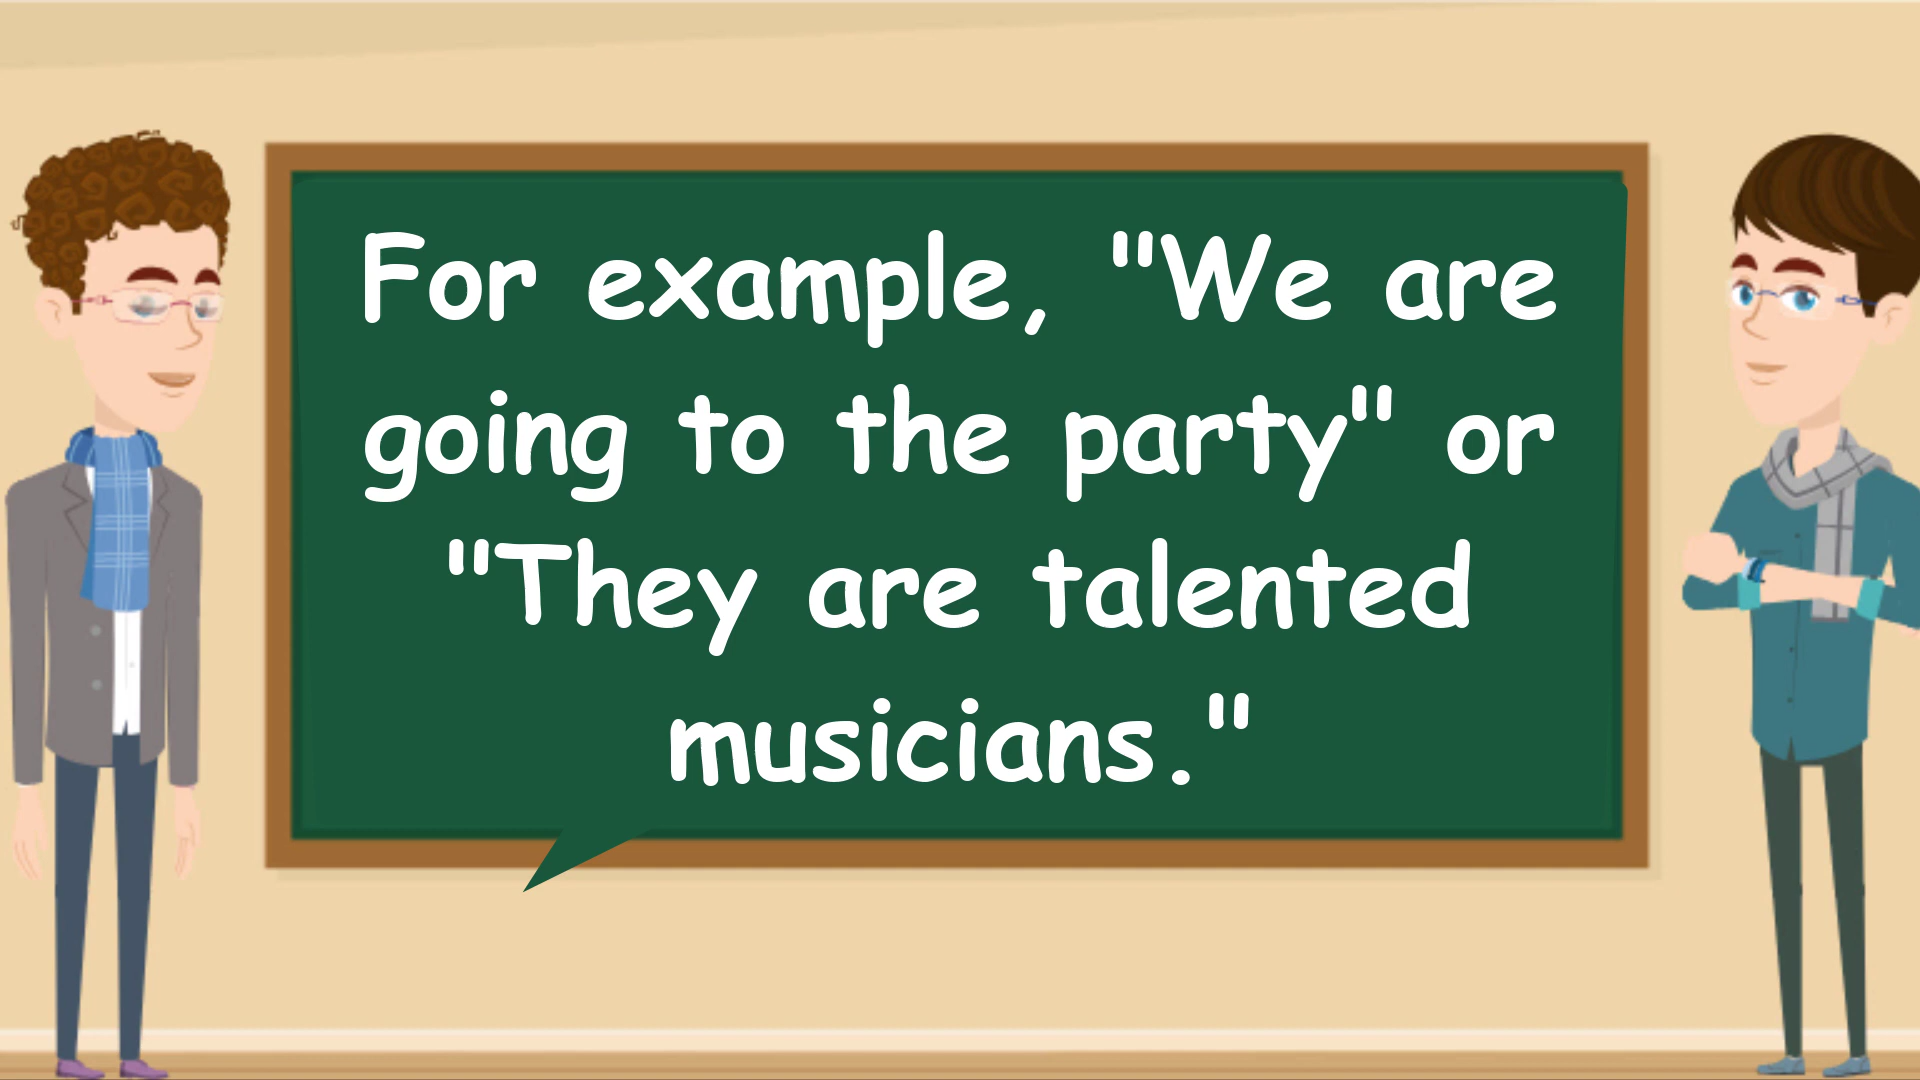 For example, "We are
going to the party" or
"They are talented
musicians."